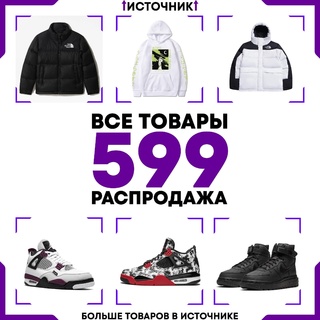 ↑ИСТОЧНИК↑
ВСЕ ТОВАРЫ
599
РАСПРОДАЖА
БОЛЬШЕ ТОВАРОВ В ИСТОЧНИКЕ